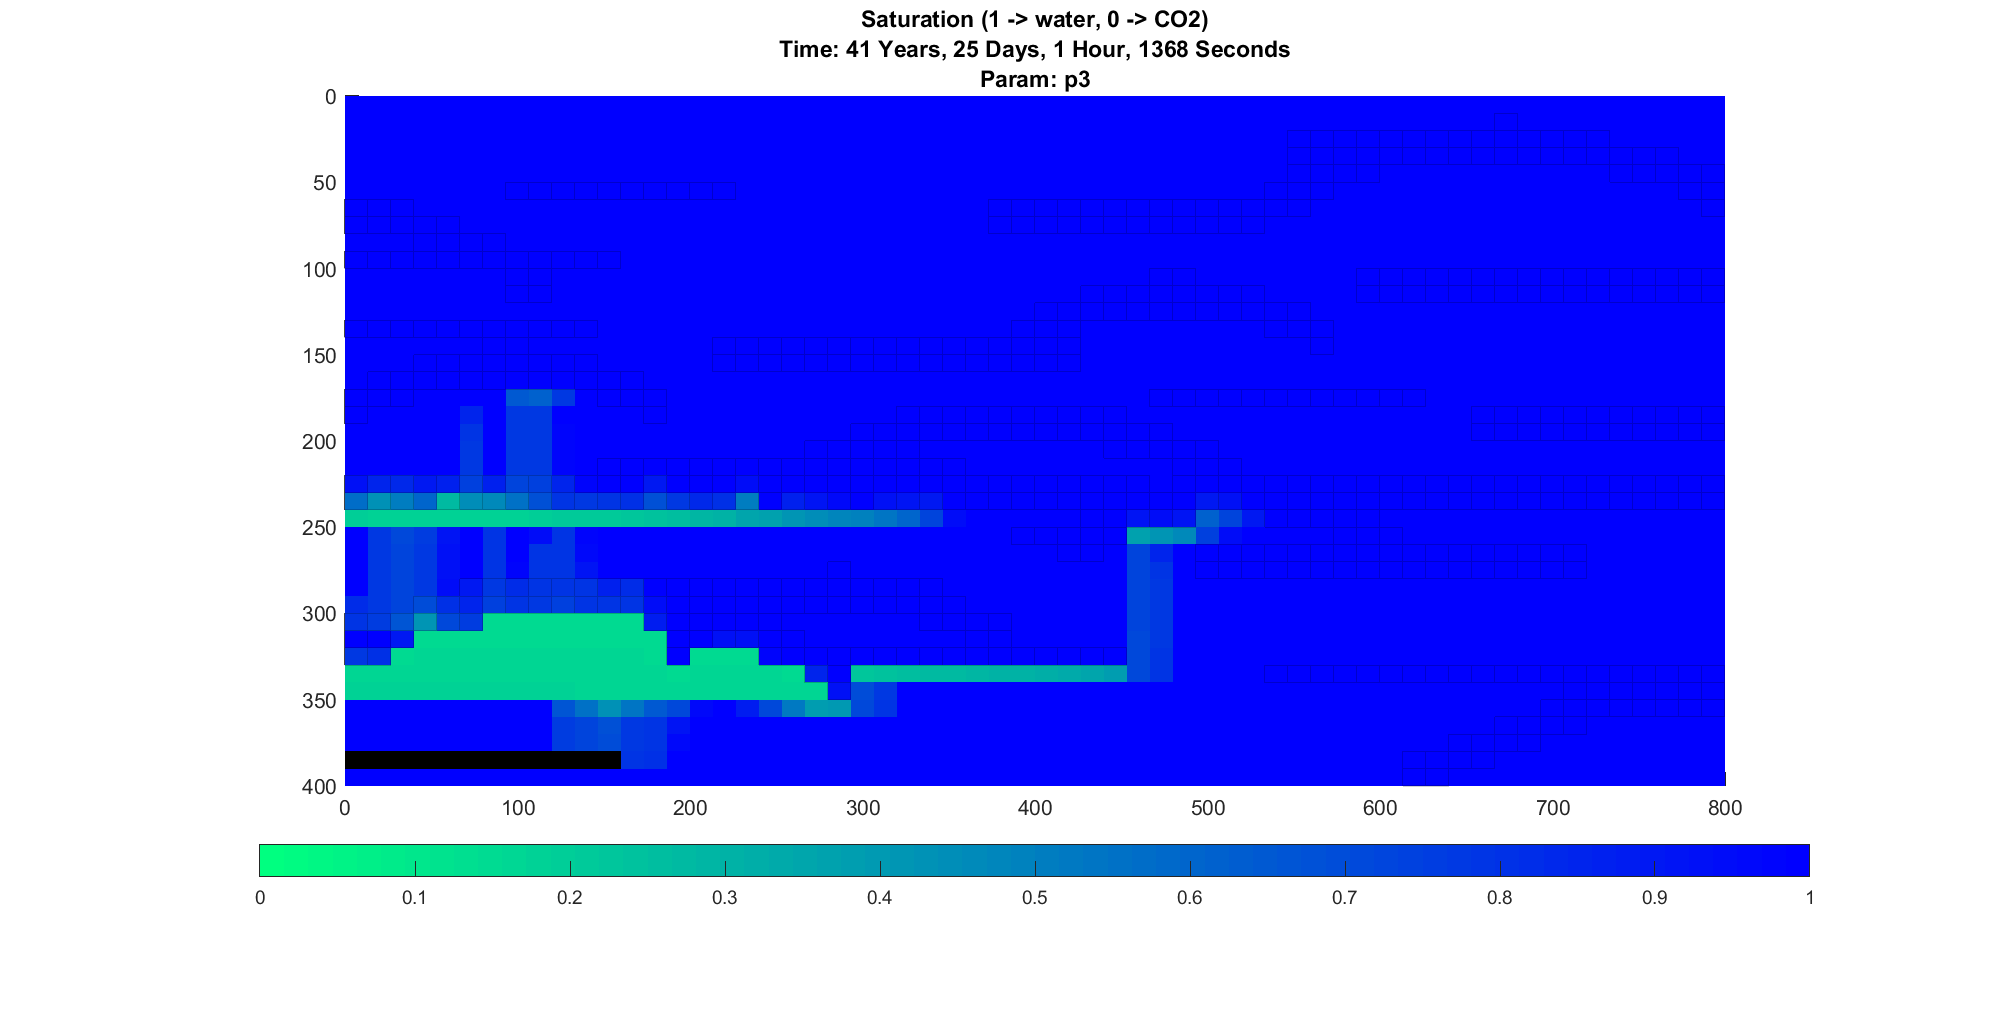 Saturation (1 -> water, 0 -> CO2)
Time: 41 Years, 25 Days, 1 Hour, 1368 Seconds
Param: p3
0
50
100
150
200
250
300
350
400
0 100 200 300 400 500 600 700 800
0 0.1 0.2 0.3 0.4 0.5 0.6 0.7 0.8 0.9 1